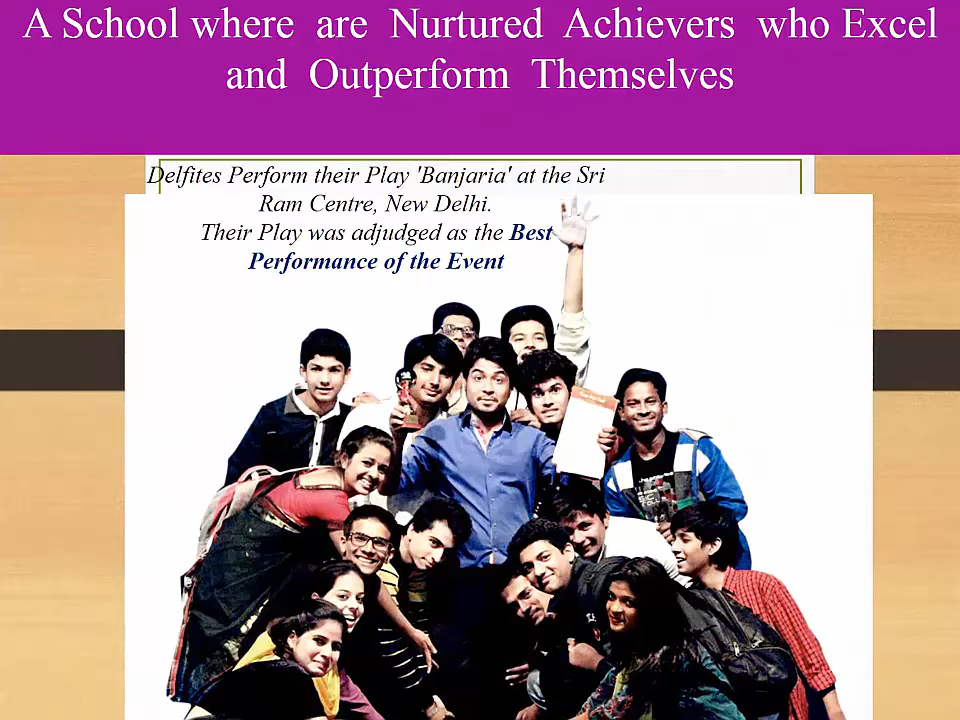 A School where are Nurtured Achievers who Excel
and Outperform Themselves
Delfites Perform their Play 'Banjaria' at the Sri
Ram Centre, New Delhi.
Their Play was adjudged as the Best
Performance of the Event